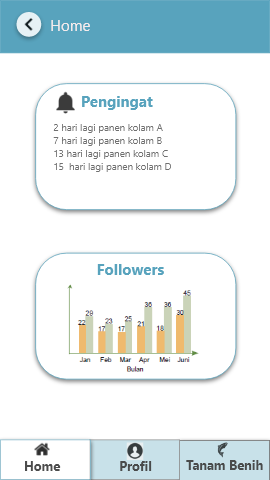 Home
Pengingat
2 hari lagi panen kolam A
7 hari lagi panen kolam B
13 hari lagi panen kolam C
15 hari lagi panen kolam D
Followers
22 29 17 23 17 25 21 36 18 36 30 45
Jan Feb Mar Apr Mei Juni
Bulan
Home Profil Tanam Benih